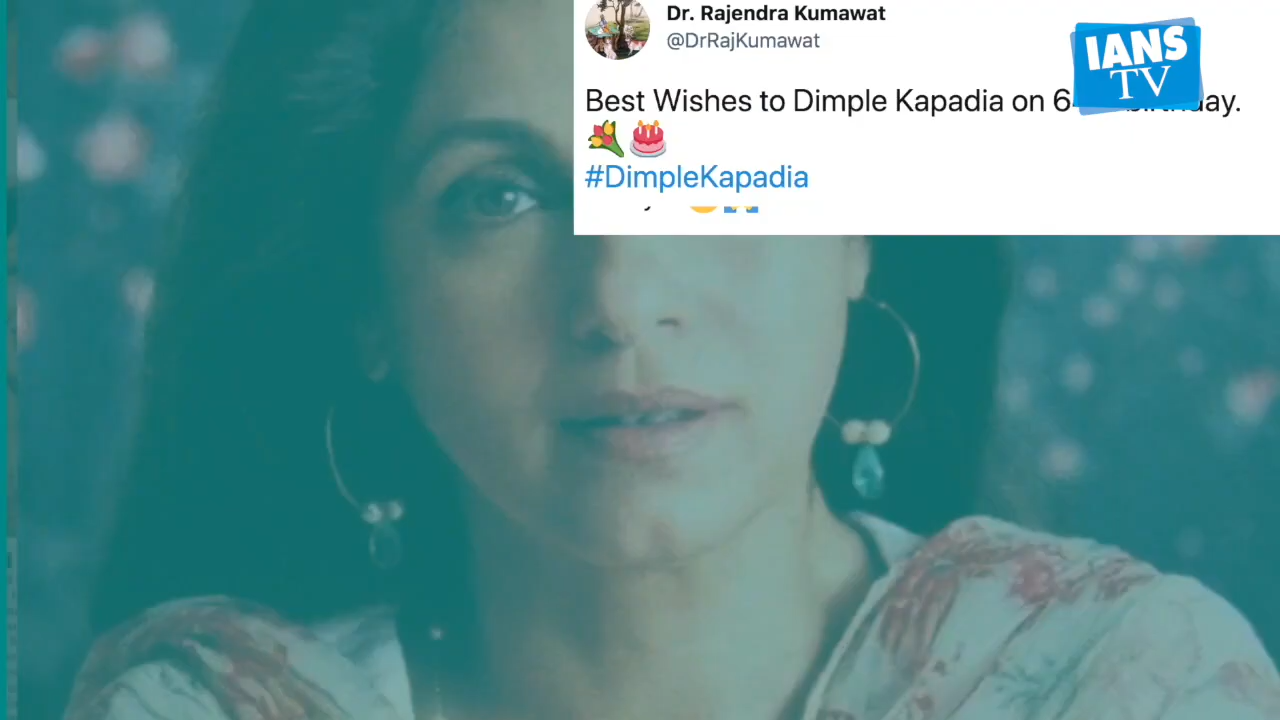 Dr. Rajendra Kumawat
@DrRajKumawat
IANS
TV
Best Wishes to Dimple Kapadia on
#DimpleKapadia